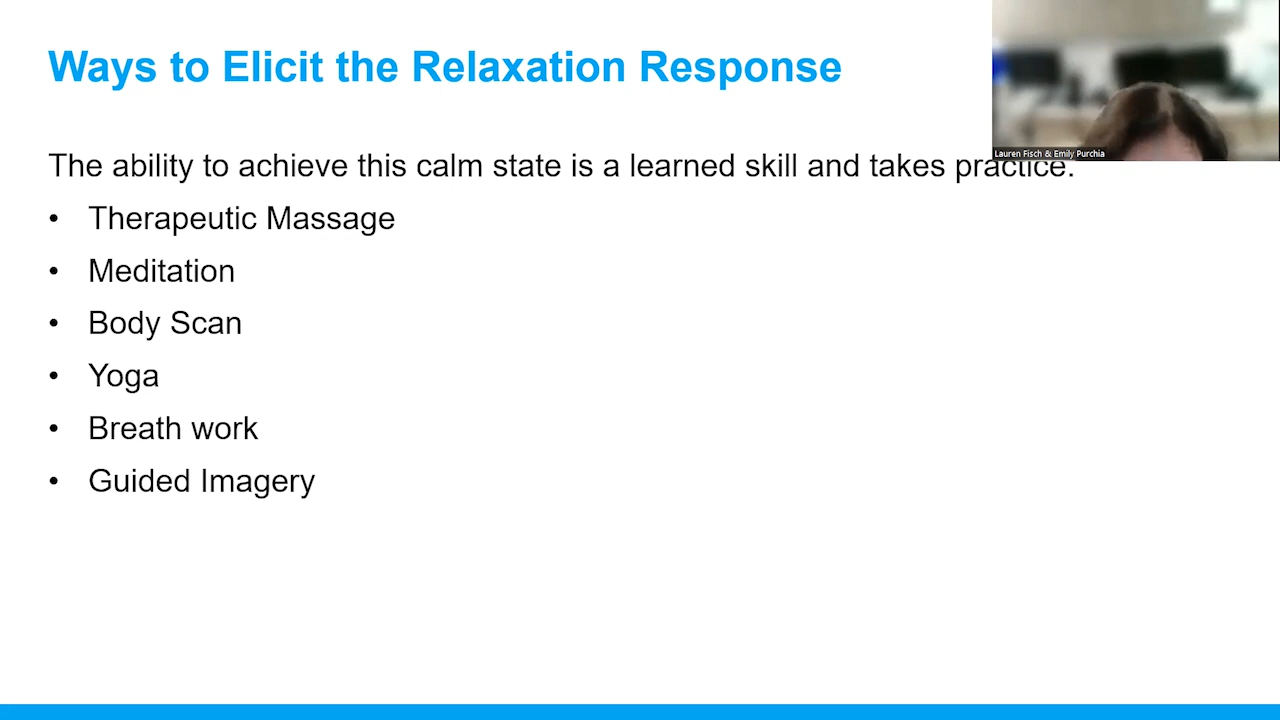 Ways to Elicit the Relaxation Response
Lauren Fisch & Emily Purchia
The ability to achieve this calm state is a learned skill and takes practice.
• Therapeutic Massage
• Meditation
• Body Scan
• Yoga
• Breath work
• Guided Imagery